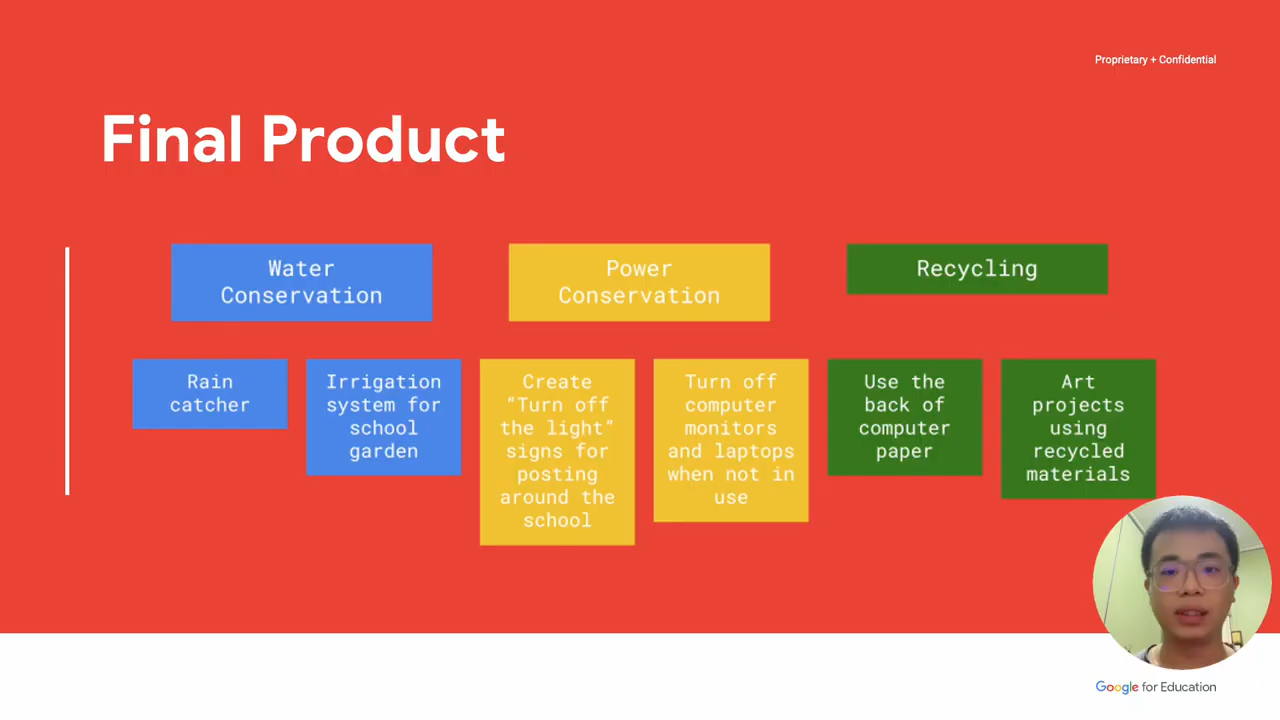 Proprietary + Confidential
Final Product
Water
Conservation
Power
Conservation
Recycling
Rain
catcher
Irrigation
system for
school
garden
Create
“Turn off
the light”
signs for
posting
around the
school
Turn off
computer
monitors
and laptops
when not in
use
Use the
back of
computer
paper
Art
projects
using
recycled
materials
Google for Education